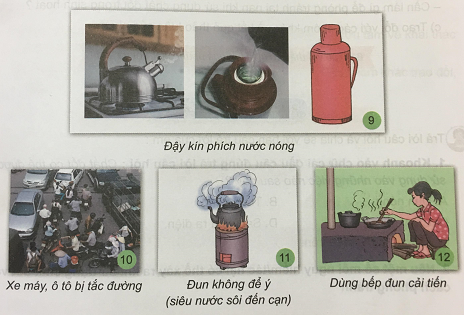 9
Đậy kín phích nước nóng
10
11
12
Xe máy, ô tô bị tắc đường
Đun không để ý
(siêu nước sôi đến cạn)
Dùng bếp đun cải tiến